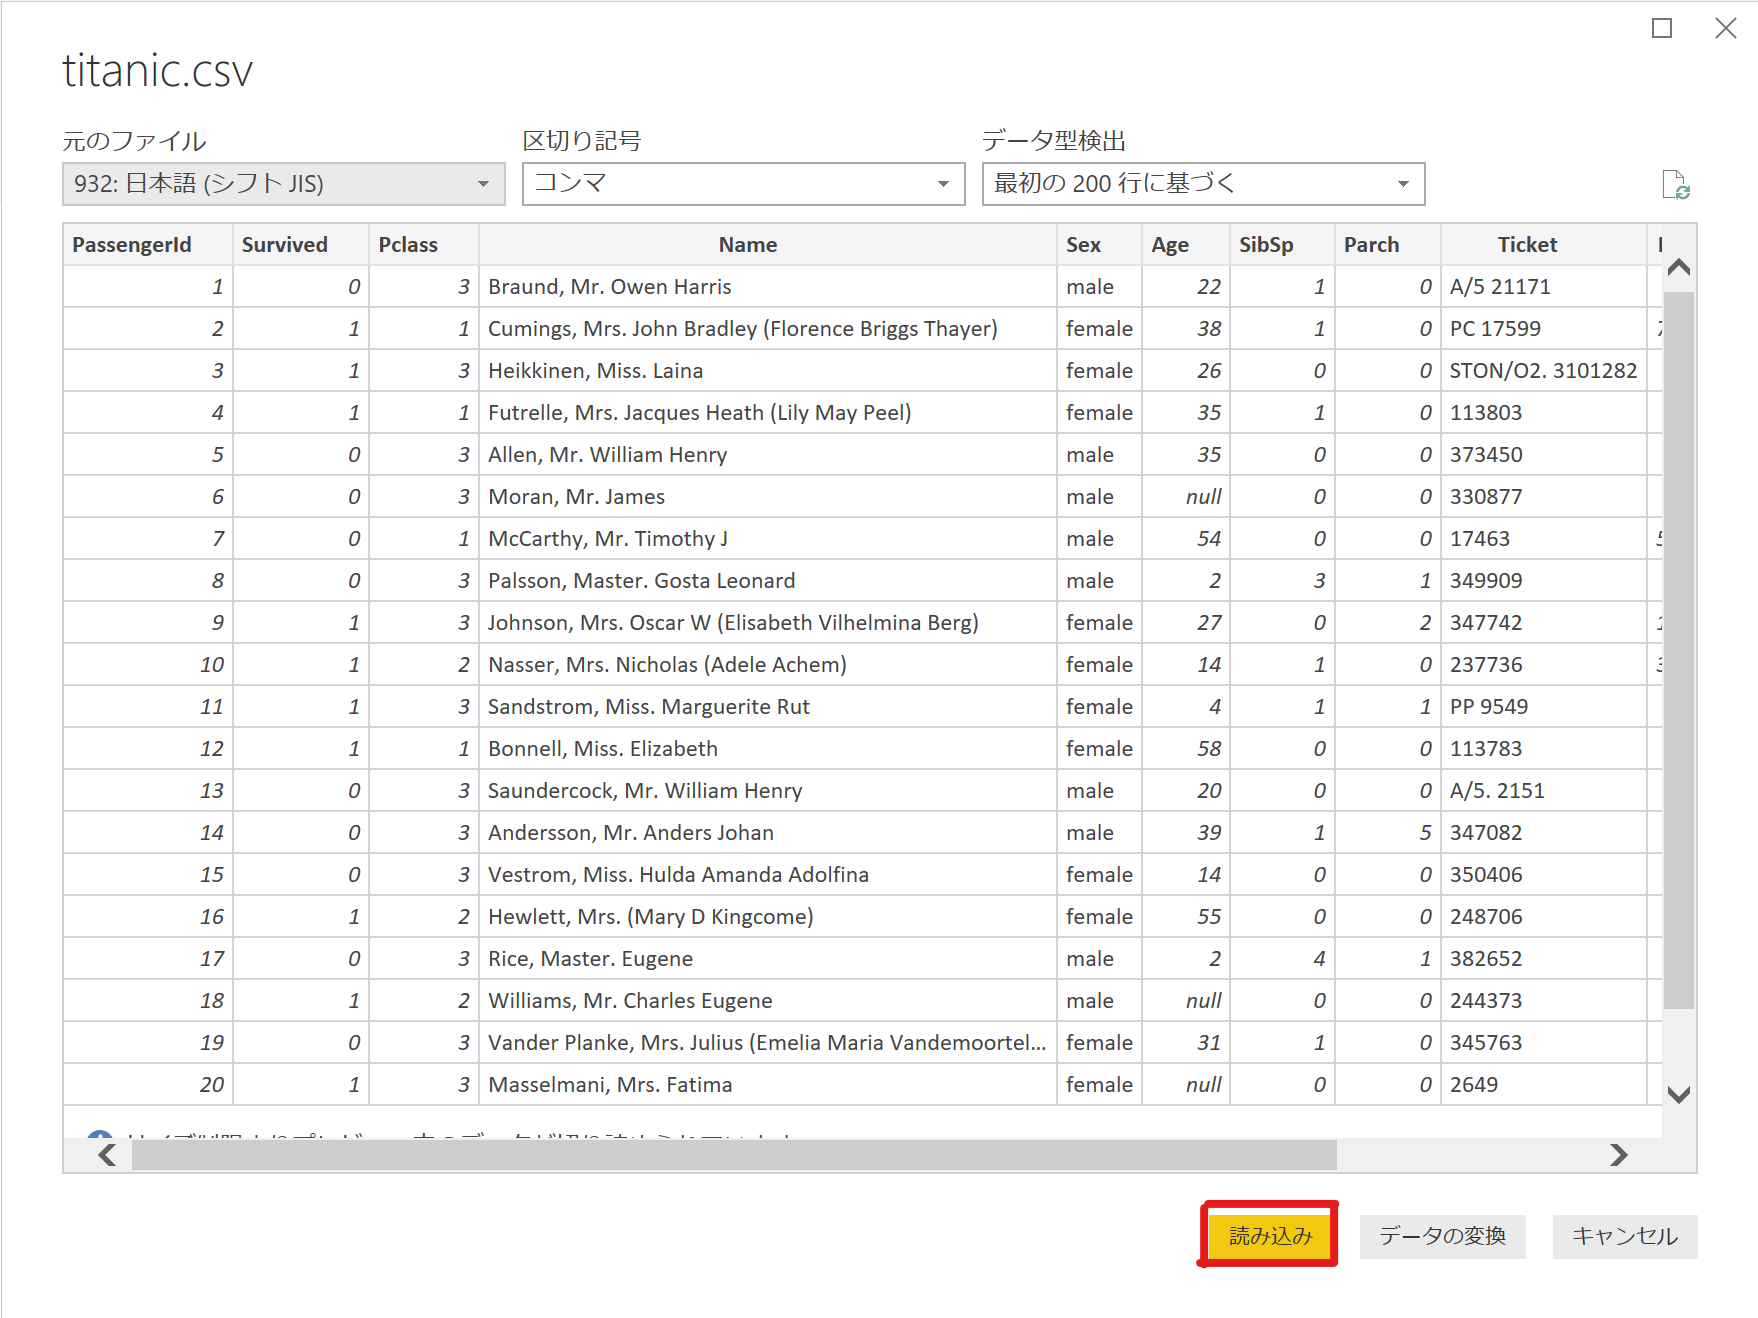 titanic.csv
元のファイル 区切り記号 データ型検出
932: 日本語 (シフト JIS) コンマ 最初の 200 行に基づく
PassengerId Survived Pclass Name Sex Age SibSp Parch Ticket
1 0 3 Braund, Mr. Owen Harris male 22 1 0 A/5 21171
2 1 1 Cumings, Mrs. John Bradley (Florence Briggs Thayer) female 38 1 0 PC 17599
3 1 3 Heikkinen, Miss. Laina female 26 0 0 STON/O2. 3101282
4 1 1 Futrelle, Mrs. Jacques Heath (Lily May Peel) female 35 1 0 113803
5 0 3 Allen, Mr. William Henry male 35 0 0 373450
6 0 3 Moran, Mr. James male null 0 0 330877
7 0 1 McCarthy, Mr. Timothy J male 54 0 0 17463
8 0 3 Palsson, Master. Gosta Leonard male 2 3 1 349909
9 1 3 Johnson, Mrs. Oscar W (Elisabeth Vilhelmina Berg) female 27 0 2 347742
10 1 2 Nasser, Mrs. Nicholas (Adele Achem) female 14 1 0 237736
11 1 3 Sandstrom, Miss. Marguerite Rut female 4 1 1 PP 9549
12 1 1 Bonnell, Miss. Elizabeth female 58 0 0 113783
13 0 3 Saundercock, Mr. William Henry male 20 0 0 A/5. 2151
14 0 3 Andersson, Mr. Anders Johan male 39 1 5 347082
15 0 3 Vestrom, Miss. Hulda Amanda Adolfina female 14 0 0 350406
16 1 2 Hewlett, Mrs. (Mary D Kingcome) female 55 0 0 248706
17 0 3 Rice, Master. Eugene male 2 4 1 382652
18 1 2 Williams, Mr. Charles Eugene male null 0 0 244373
19 0 3 Vander Planke, Mrs. Julius (Emelia Maria Vandemoortel... female 31 1 0 345763
20 1 3 Masselmani, Mrs. Fatima female null 0 0 2649
読み込み データの変換 キャンセル